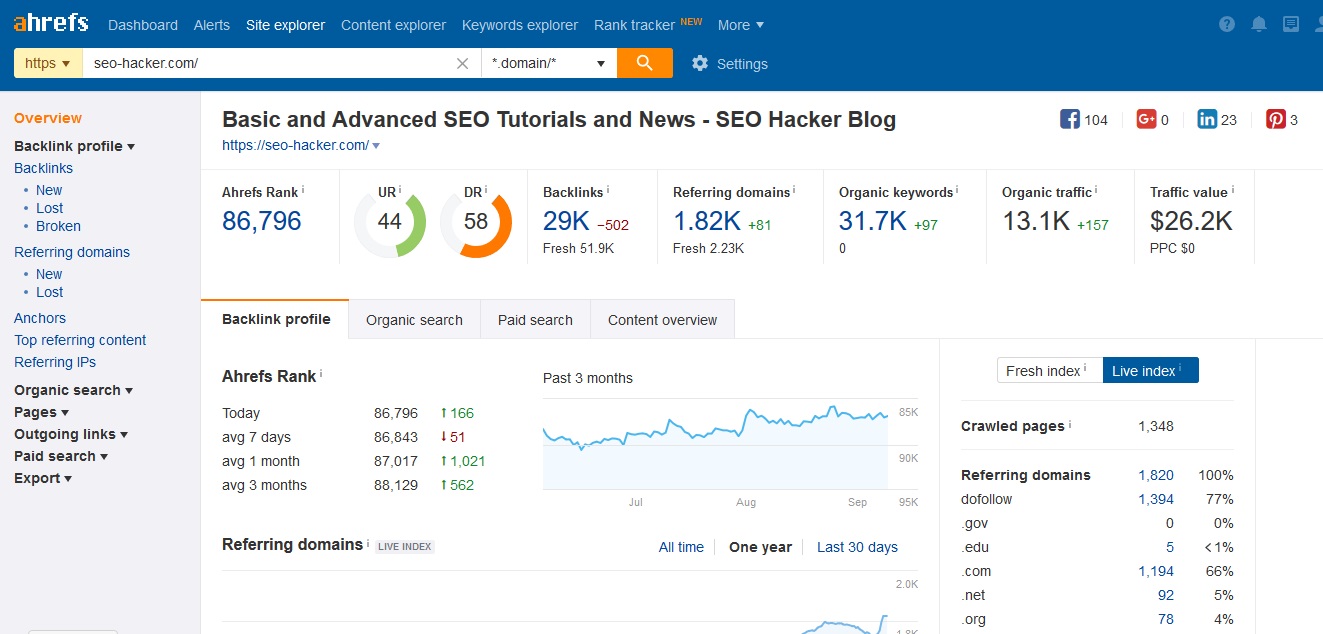 ahrefs Dashboard Alerts Site explorer Content explorer Keywords explorer Rank tracker NEW More
https seo-hacker.com/ *.domain/* Settings
Overview
Backlink profile
Backlinks
• New
• Lost
• Broken
Referring domains
• New
• Lost
Anchors
Top referring content
Referring IPs
Organic search
Pages
Outgoing links
Paid search
Export
Basic and Advanced SEO Tutorials and News - SEO Hacker Blog
https://seo-hacker.com/
104 0 23 3
Ahrefs Rank i
86,796
UR i
44
DR i
58
Backlinks i
29K −502
Fresh 51.9K
Referring domains i
1.82K +81
Fresh 2.23K
Organic keywords i
31.7K +97
0
Organic traffic i
13.1K +157
Traffic value i
$26.2K
PPC $0
Backlink profile Organic search Paid search Content overview
Ahrefs Rank i
Today 86,796 ↑166
avg 7 days 86,843 ↓51
avg 1 month 87,017 ↑1,021
avg 3 months 88,129 ↑562
Past 3 months
85K
90K
Jul Aug Sep 95K
Referring domains i LIVE INDEX
All time One year Last 30 days
2.0K
1.8K
Fresh index i Live index i
Crawled pages i 1,348
Referring domains 1,820 100%
dofollow 1,394 77%
.gov 0 0%
.edu 5 <1%
.com 1,194 66%
.net 92 5%
.org 78 4%